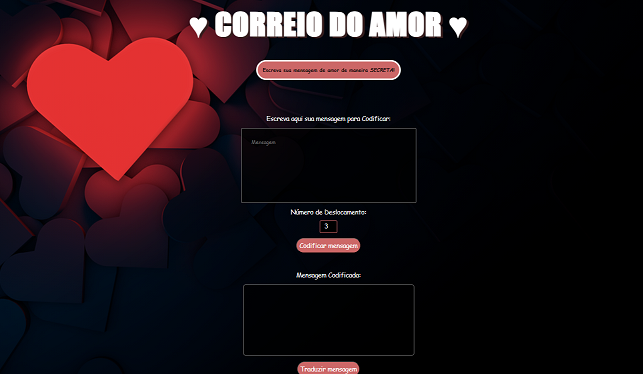 ♥ CORREIO DO AMOR ♥
Escreva sua mensagem de amor de maneira SECRETA!
Escreva aqui sua mensagem para Codificar:
Mensagem
Número de Deslocamento:
3
Codificar mensagem
Mensagem Codificada:
Traduzir mensagem